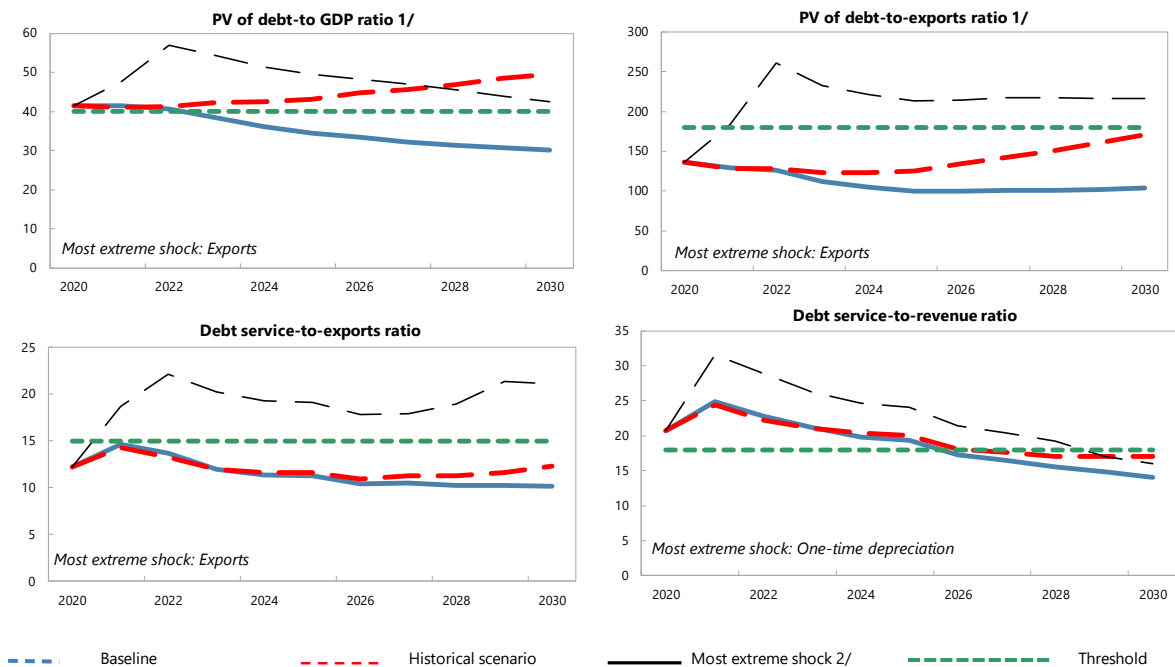 PV of debt-to GDP ratio 1/
60
50
40
30
20
10
0
Most extreme shock: Exports
2020 2022 2024 2026 2028 2030
PV of debt-to-exports ratio 1/
300
250
200
150
100
50
0
Most extreme shock: Exports
2020 2022 2024 2026 2028 2030
Debt service-to-exports ratio
25
20
15
10
5
0
Most extreme shock: Exports
2020 2022 2024 2026 2028 2030
Debt service-to-revenue ratio
35
30
25
20
15
10
5
0
Most extreme shock: One-time depreciation
2020 2022 2024 2026 2028 2030
Baseline Historical scenario Most extreme shock 2/ Threshold